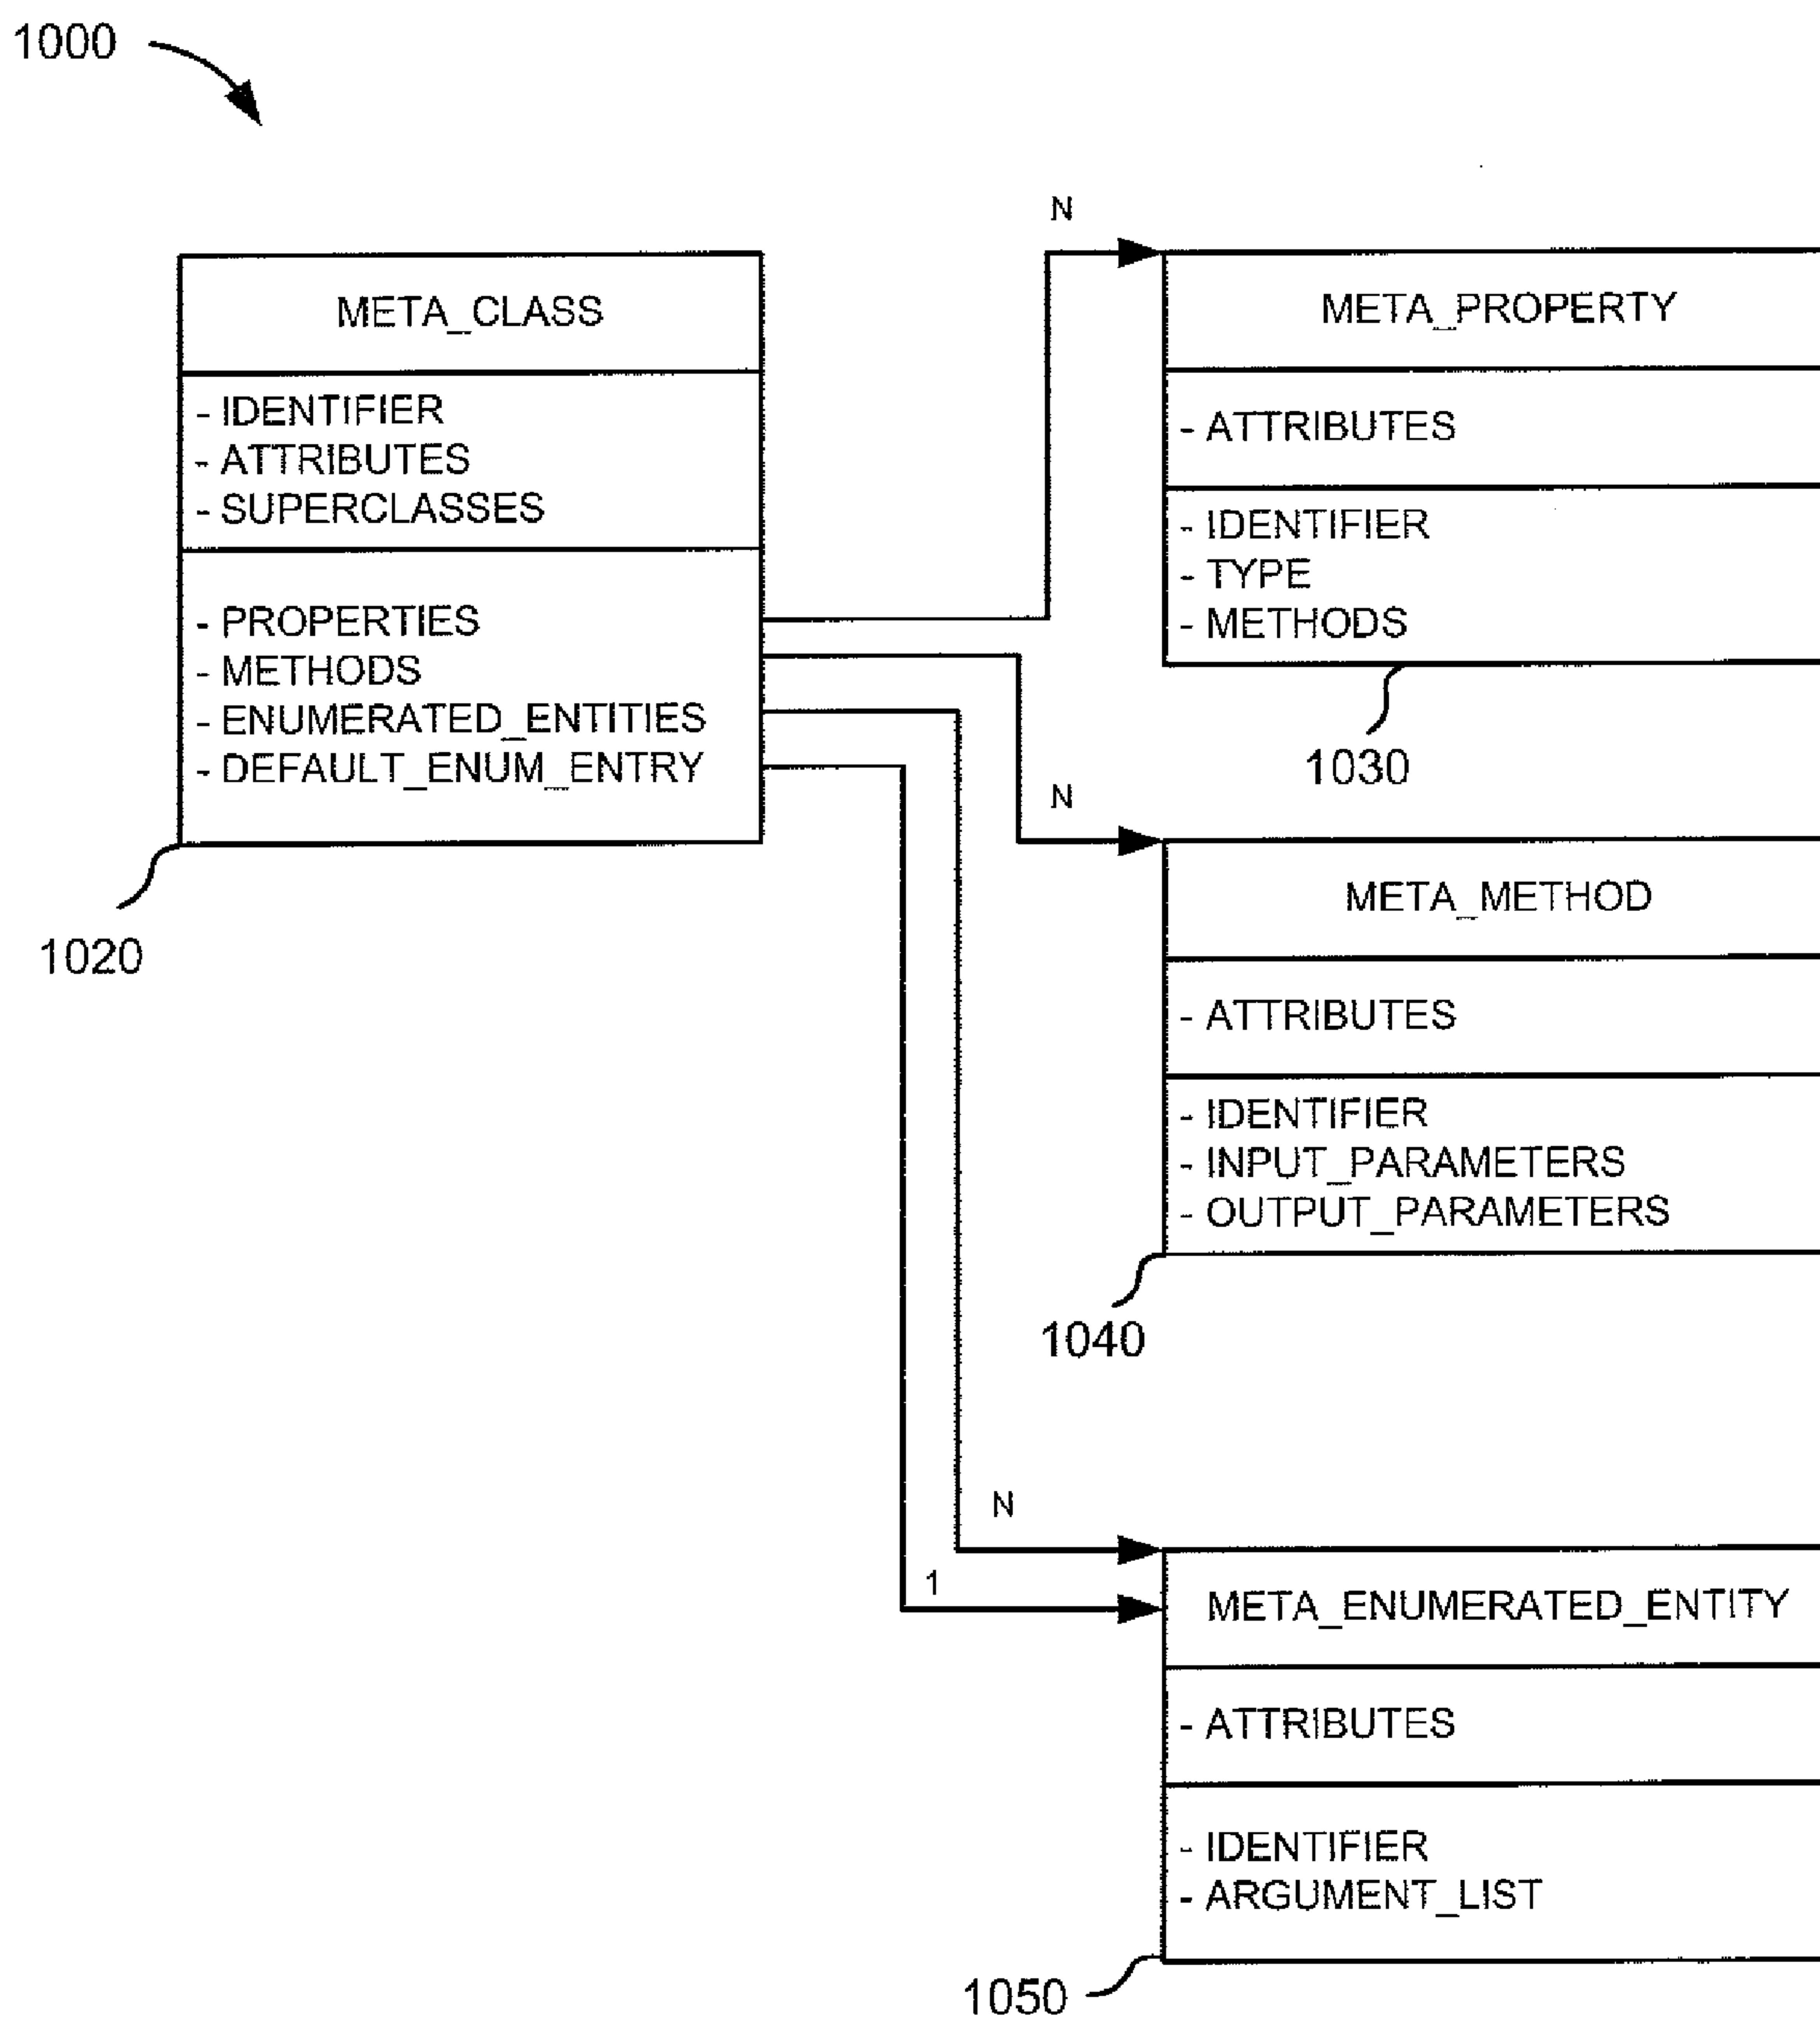 1000
META_CLASS
- IDENTIFIER
- ATTRIBUTES
- SUPERCLASSES
- PROPERTIES
- METHODS
- ENUMERATED_ENTITIES
- DEFAULT_ENUM_ENTRY
1020
N
META_PROPERTY
- ATTRIBUTES
- IDENTIFIER
- TYPE
- METHODS
1030
N
META_METHOD
- ATTRIBUTES
- IDENTIFIER
- INPUT_PARAMETERS
- OUTPUT_PARAMETERS
1040
N
1
META_ENUMERATED_ENTITY
- ATTRIBUTES
- IDENTIFIER
- ARGUMENT_LIST
1050